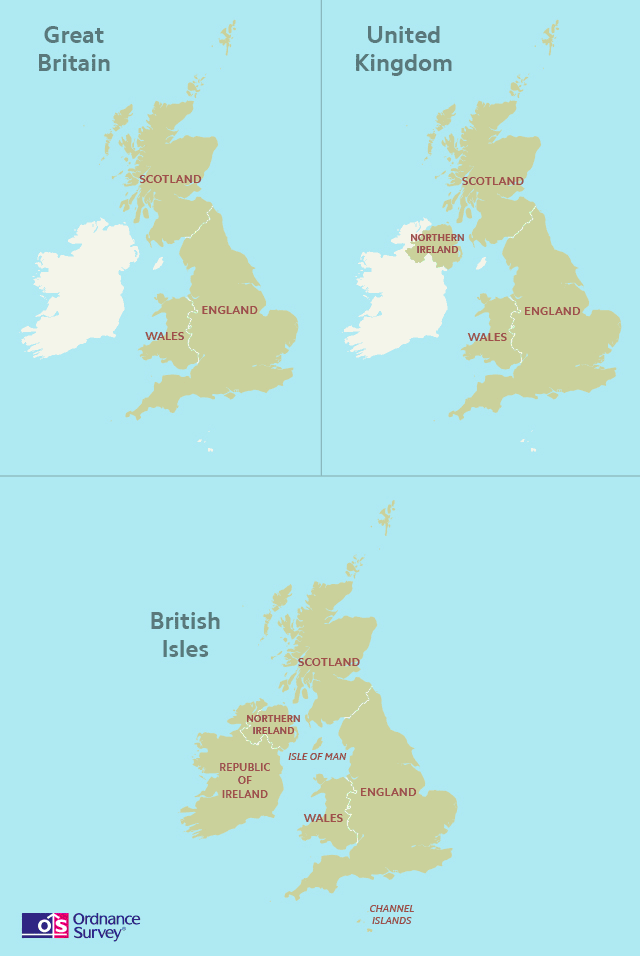 Great
Britain
SCOTLAND
ENGLAND
WALES
United
Kingdom
SCOTLAND
NORTHERN
IRELAND
ENGLAND
WALES
British
Isles
SCOTLAND
NORTHERN
IRELAND
ISLE OF MAN
REPUBLIC
OF
IRELAND
ENGLAND
WALES
CHANNEL
ISLANDS
OS Ordnance
Survey®